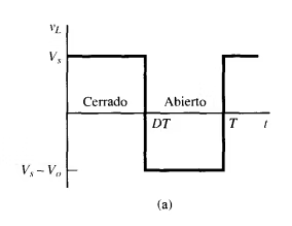 v_L
V_s
Cerrado Abierto
DT T t
V_s – V_o
(a)